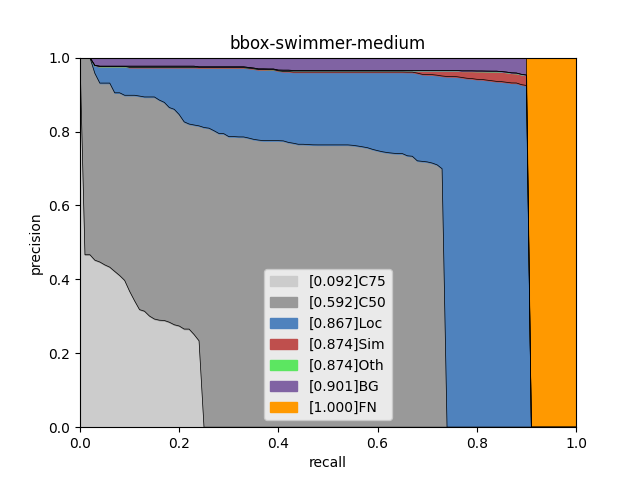 bbox-swimmer-medium
1.0
0.8
0.6
0.4
0.2
0.0
precision
[0.092]C75
[0.592]C50
[0.867]Loc
[0.874]Sim
[0.874]Oth
[0.901]BG
[1.000]FN
0.0 0.2 0.4 0.6 0.8 1.0
recall